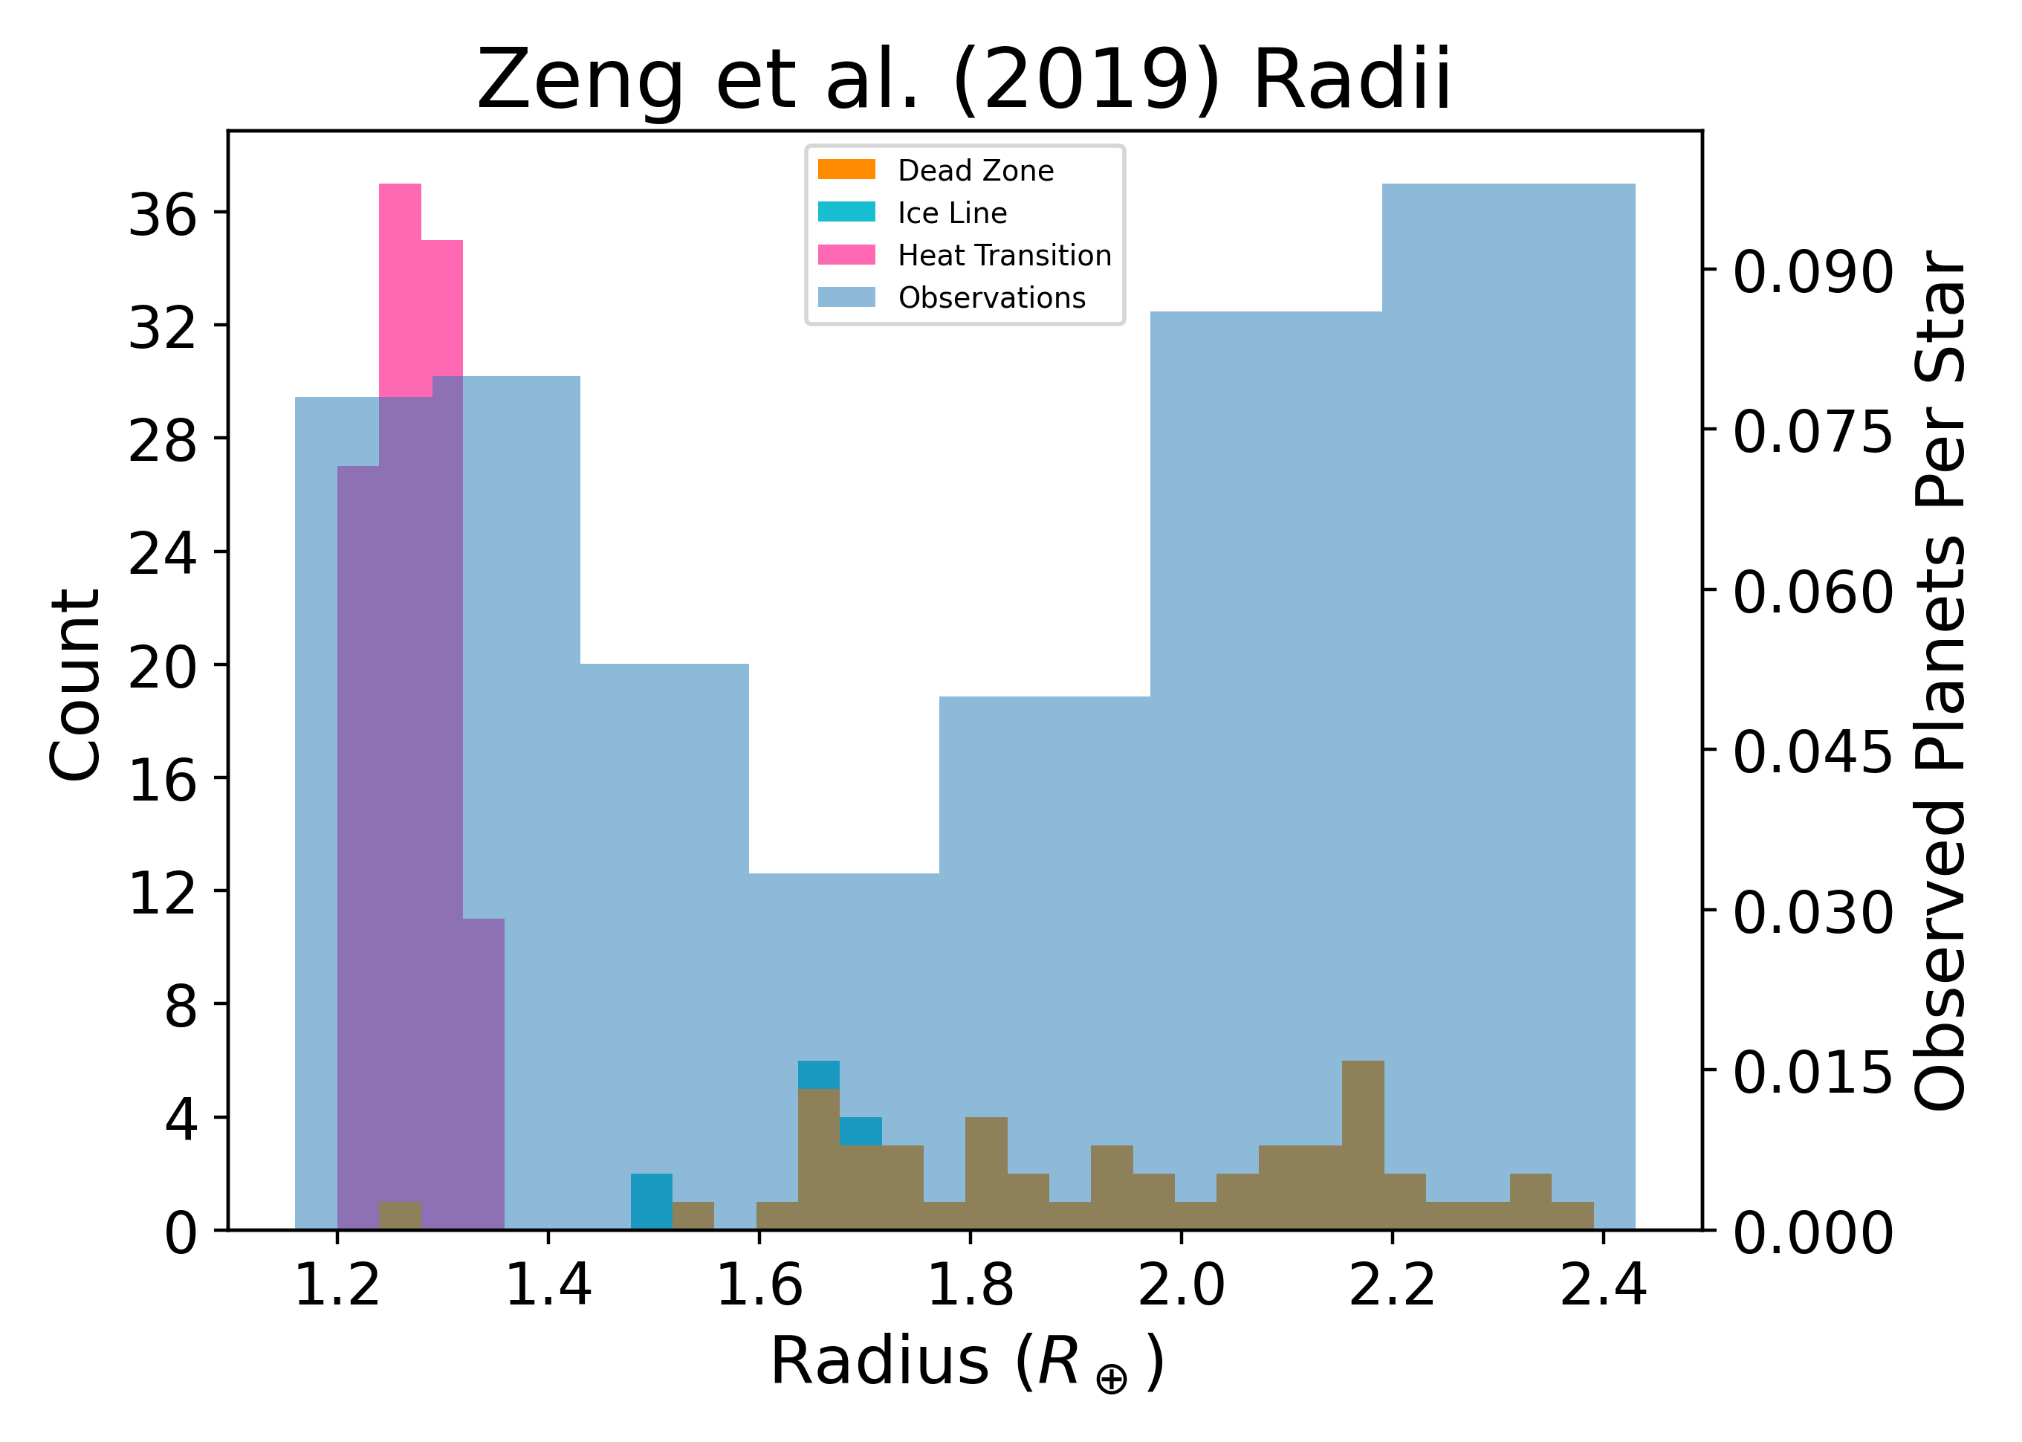 Zeng et al. (2019) Radii
Dead Zone
Ice Line
Heat Transition
Observations
Count
36
32
28
24
20
16
12
8
4
0
0.090
0.075
0.060
0.045
0.030
0.015
0.000
Observed Planets Per Star
1.2 1.4 1.6 1.8 2.0 2.2 2.4
Radius (R⊕)